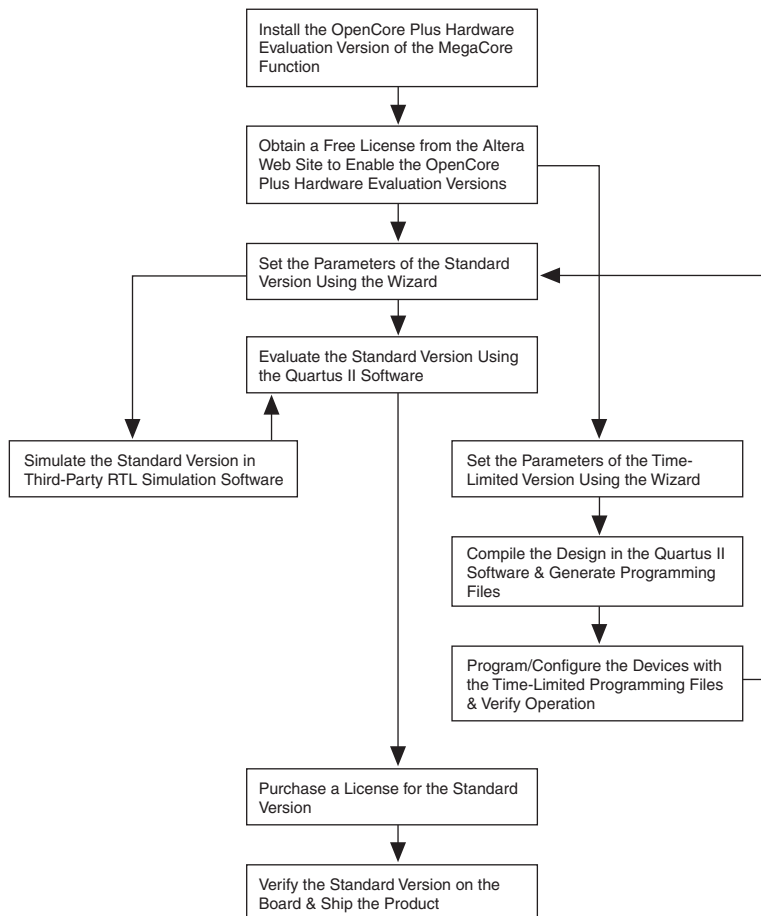 Install the OpenCore Plus Hardware
Evaluation Version of the MegaCore
Function
Obtain a Free License from the Altera
Web Site to Enable the OpenCore
Plus Hardware Evaluation Versions
Set the Parameters of the Standard
Version Using the Wizard
Evaluate the Standard Version Using
the Quartus II Software
Simulate the Standard Version in
Third-Party RTL Simulation Software
Set the Parameters of the Time-
Limited Version Using the Wizard
Compile the Design in the Quartus II
Software & Generate Programming
Files
Program/Configure the Devices with
the Time-Limited Programming Files
& Verify Operation
Purchase a License for the Standard
Version
Verify the Standard Version on the
Board & Ship the Product